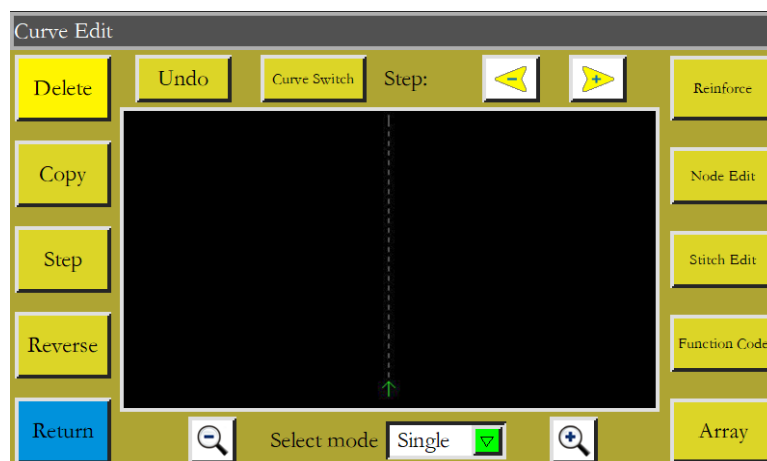 Curve Edit
Delete
Undo
Curve Switch
Step:
Reinforce
Copy
Node Edit
Step
Stitch Edit
Reverse
Function Code
Return
Select mode
Single
Array